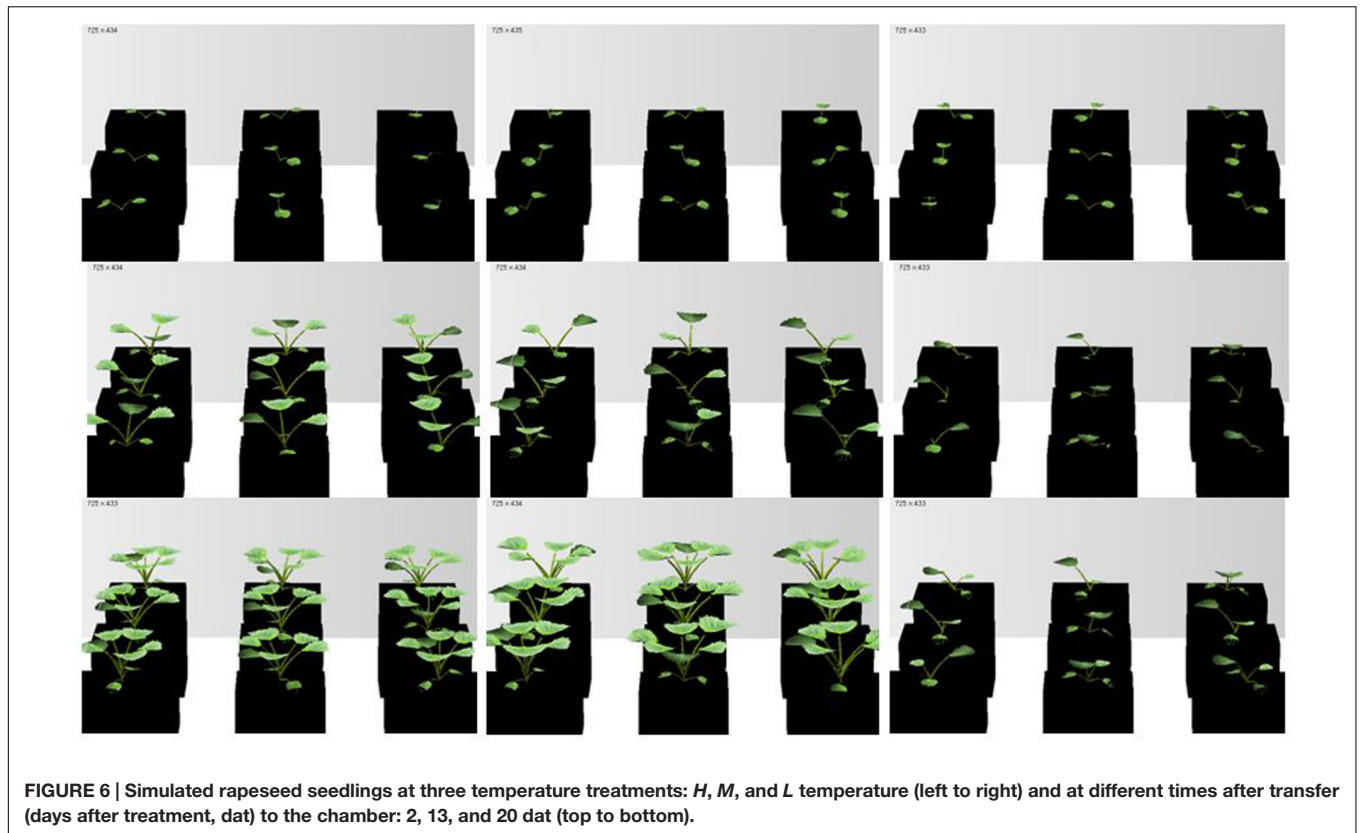 725 × 434
725 × 435
725 × 433
725 × 434
725 × 434
725 × 433
725 × 433
725 × 434
725 × 433
FIGURE 6 | Simulated rapeseed seedlings at three temperature treatments: H, M, and L temperature (left to right) and at different times after transfer
(days after treatment, dat) to the chamber: 2, 13, and 20 dat (top to bottom).